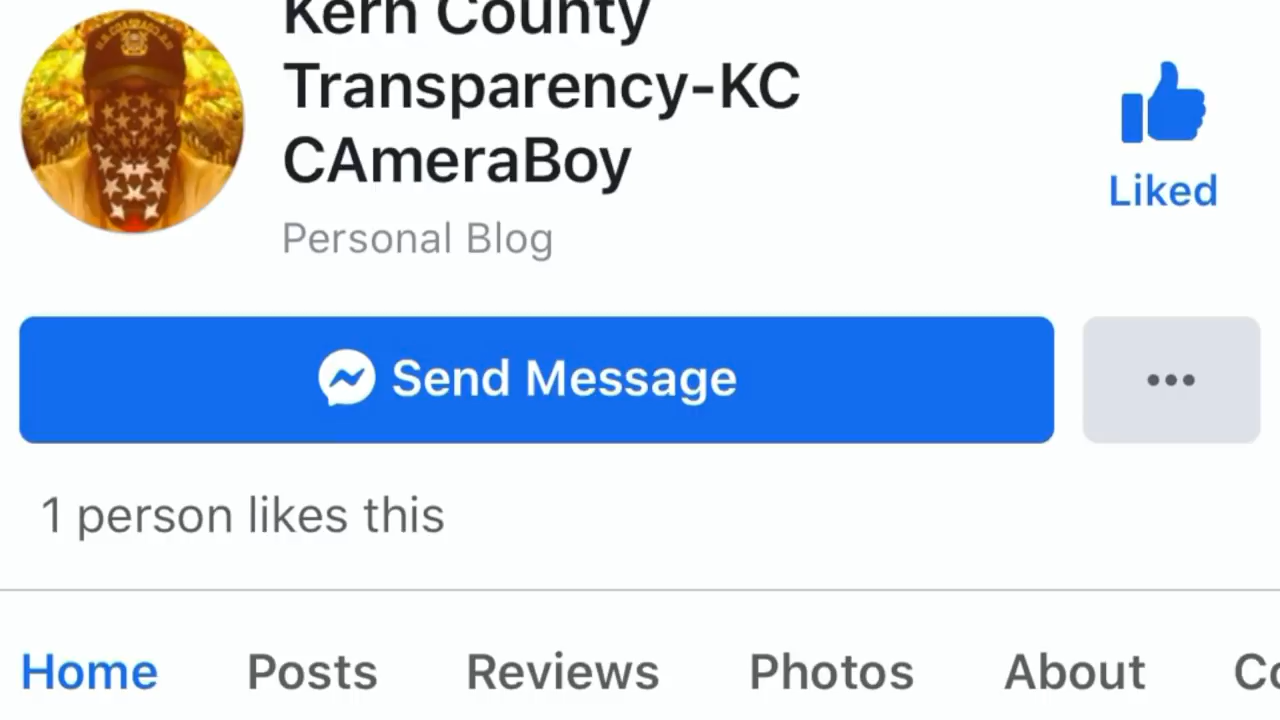 Kern County
Transparency-KC
CAmeraBoy
Personal Blog
Liked
Send Message
1 person likes this
Home Posts Reviews Photos About